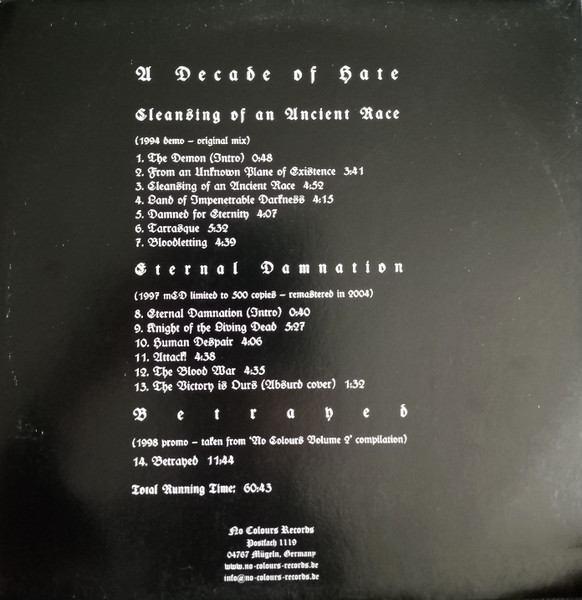 A Decade of Hate
Cleansing of an Ancient Race
(1994 demo – original mix)
1. The Demon (Intro) 0:48
2. From an Unknown Plane of Existence 3:41
3. Cleansing of an Ancient Race 4:52
4. Land of Impenetrable Darkness 4:15
5. Damned for Eternity 4:07
6. Tarrasque 5:32
7. Bloodletting 4:39
Eternal Damnation
(1997 mCD limited to 500 copies – remastered in 2004)
8. Eternal Damnation (Intro) 0:40
9. Knight of the Living Dead 5:27
10. Human Despair 4:06
11. Attack! 4:38
12. The Blood War 4:35
13. The Victory is Ours (Absurd cover) 1:32
Betrayed
(1998 promo – taken from 'No Colours Volume 2' compilation)
14. Betrayed 11:44
Total Running Time: 60:43
No Colours Records
Postfach 1119
04767 Mügeln, Germany
www.no-colours-records.de
info@no-colours-records.de